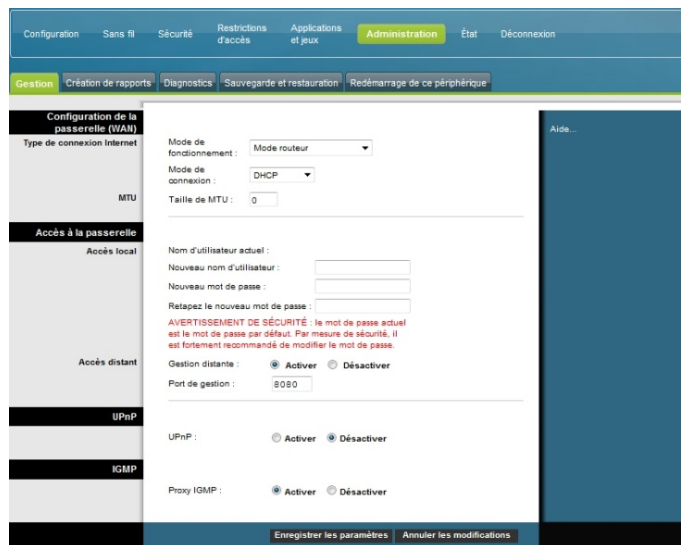 Configuration
Sans fil
Sécurité
Restrictions
d'accès
Applications
et jeux
Administration
État
Déconnexion
Gestion
Création de rapports
Diagnostics
Sauvegarde et restauration
Redémarrage de ce périphérique
Configuration de la
passerelle (WAN)
Aide...
Type de connexion Internet
Mode de
fonctionnement :
Mode routeur
Mode de
connexion :
DHCP
MTU
Taille de MTU :
0
Accès à la passerelle
Accès local
Nom d'utilisateur actuel :
Nouveau nom d'utilisateur :
Nouveau mot de
passe :
Retapez le nouveau mot de passe :
AVERTISSEMENT DE SÉCURITÉ : le mot de passe actuel
est le mot de passe par défaut. Par mesure de sécurité, il
est fortement recommandé de modifier le mot de passe.
Accès distant
Gestion distante :
Activer
Désactiver
Port de gestion :
8080
UPnP
UPnP :
Activer
Désactiver
IGMP
Proxy IGMP :
Activer
Désactiver
Enregistrer les paramètres
Annuler les modifications